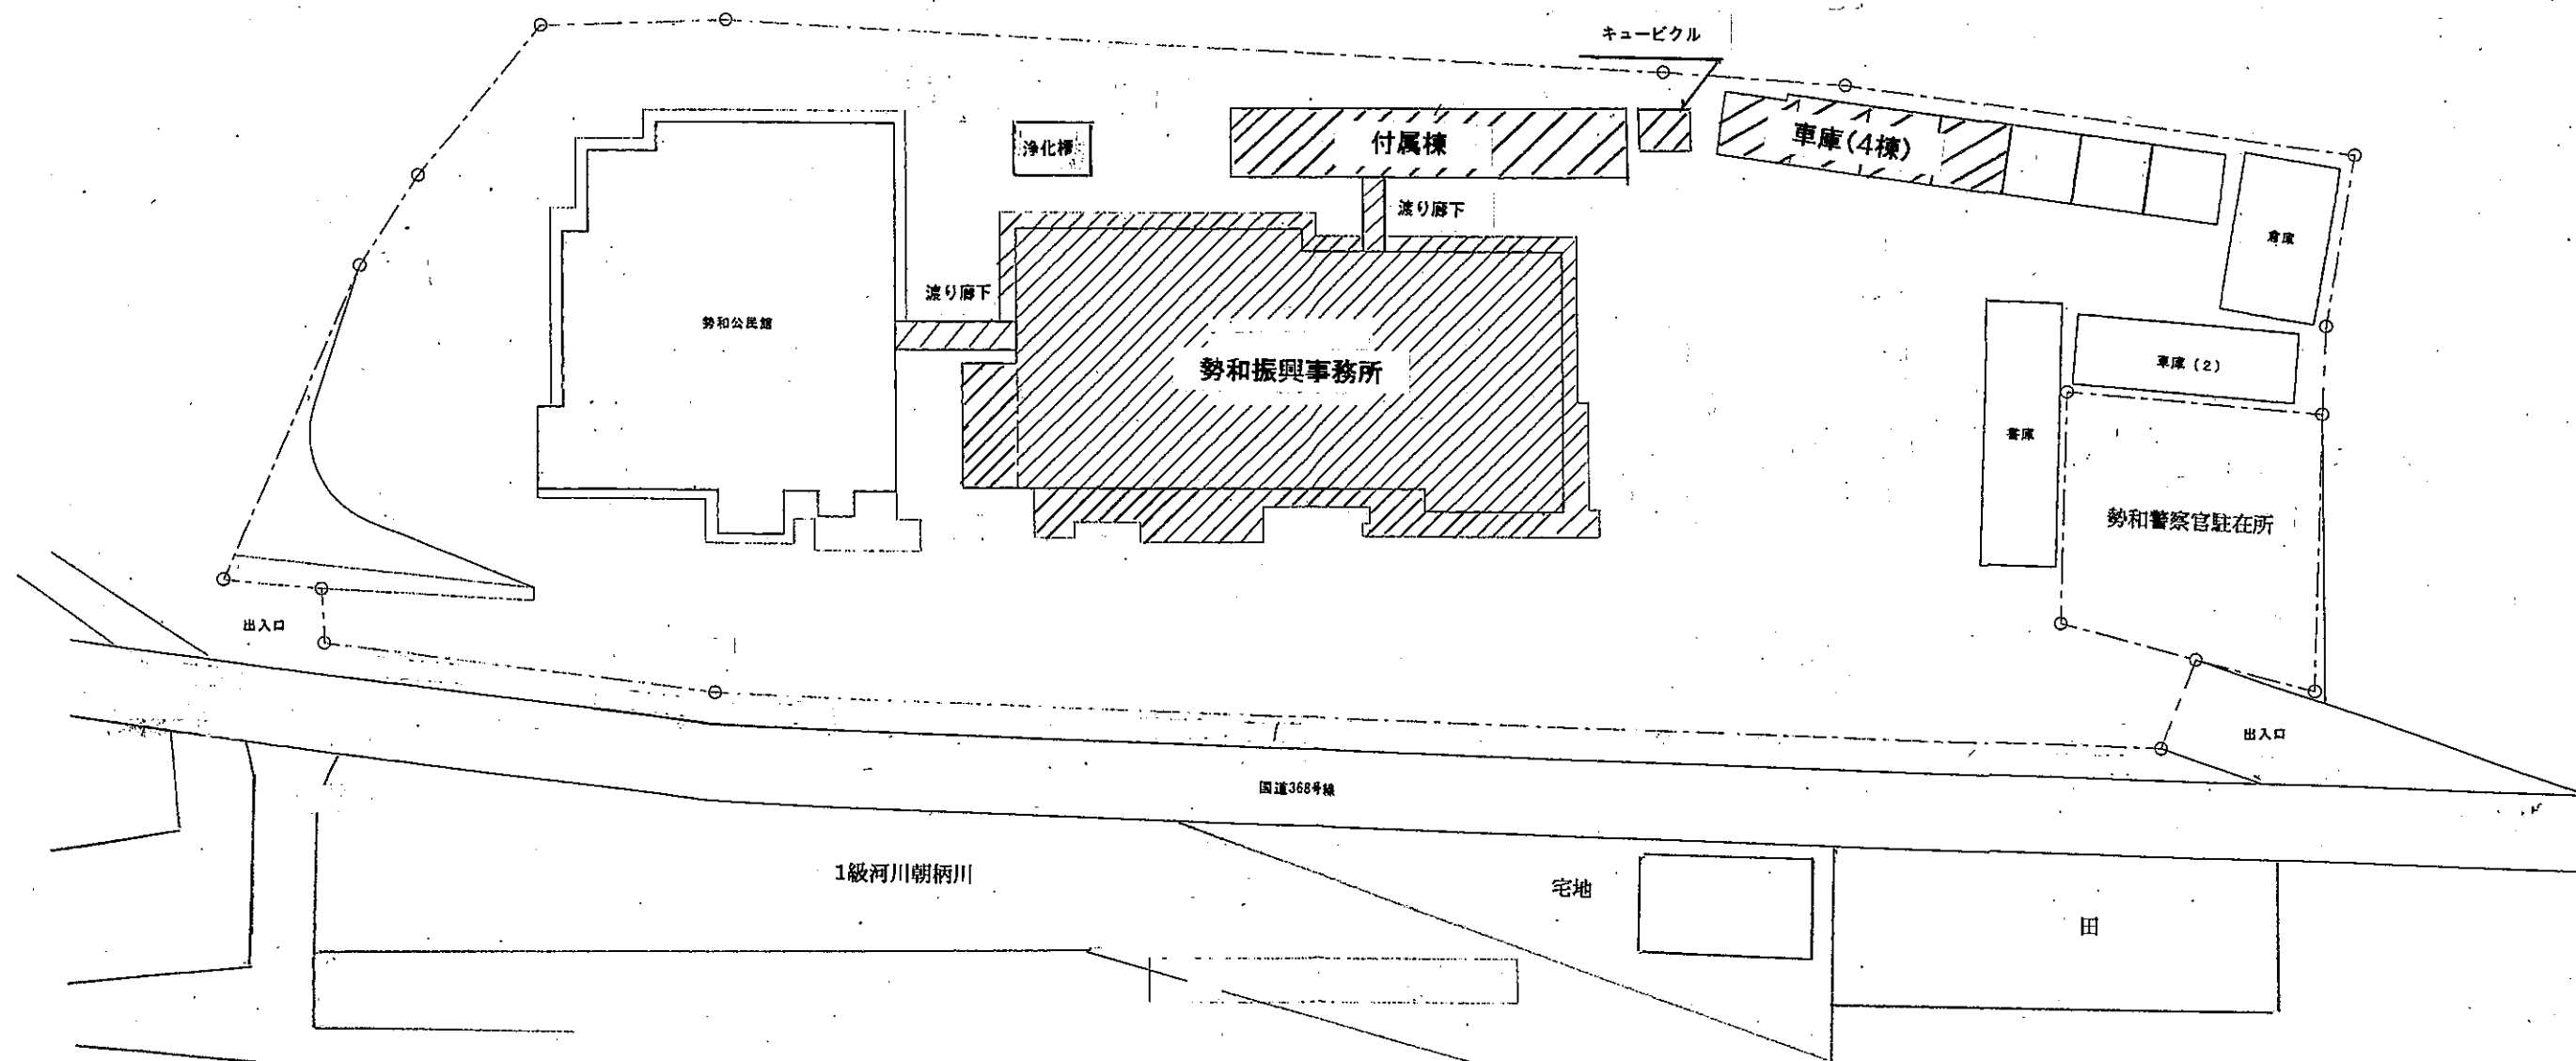 キュービクル
浄化槽
付属棟
車庫(4棟)
渡り廊下
倉庫
渡り廊下
勢和公民館
勢和振興事務所
車庫(2)
書庫
勢和警察官駐在所
出入口
出入口
国道368号線
1級河川朝柄川
宅地
田